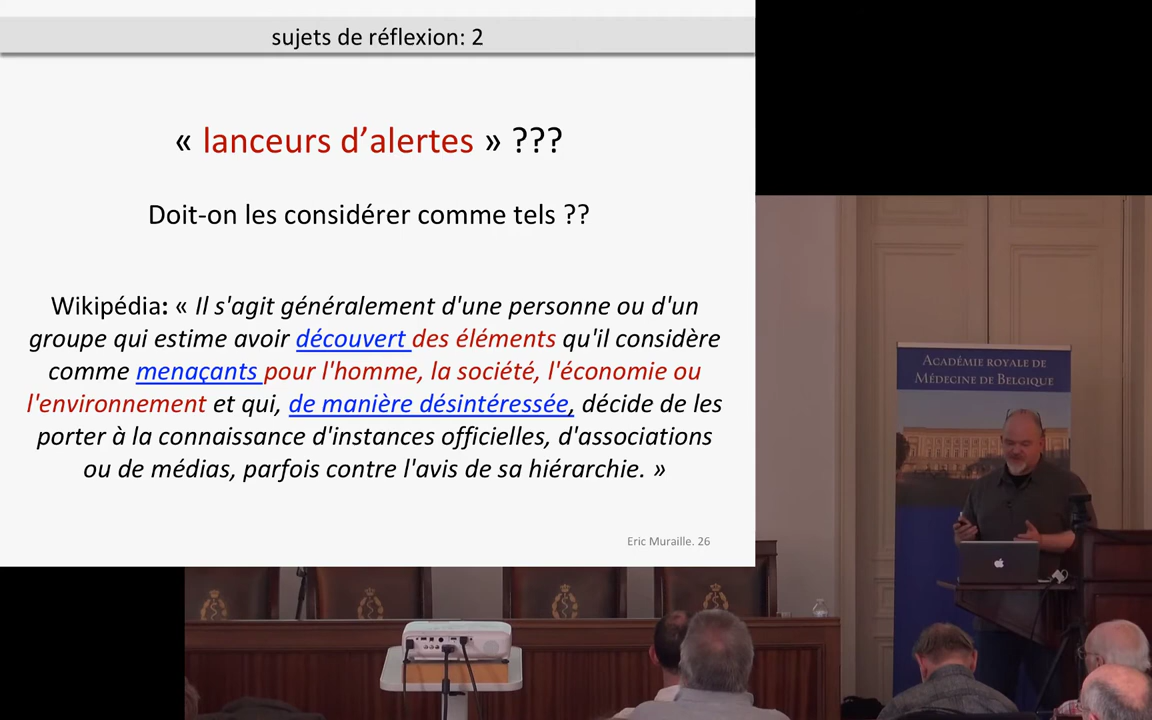 sujets de réflexion: 2
« lanceurs d’alertes » ???
Doit-on les considérer comme tels ??
Wikipédia: « Il s'agit généralement d'une personne ou d'un
groupe qui estime avoir découvert des éléments qu'il considère
comme menaçants pour l'homme, la société, l'économie ou
l'environnement et qui, de manière désintéressée, décide de les
porter à la connaissance d'instances officielles, d'associations
ou de médias, parfois contre l'avis de sa hiérarchie. »
Eric Muraille. 26
Académie royale de
Médecine de Belgique